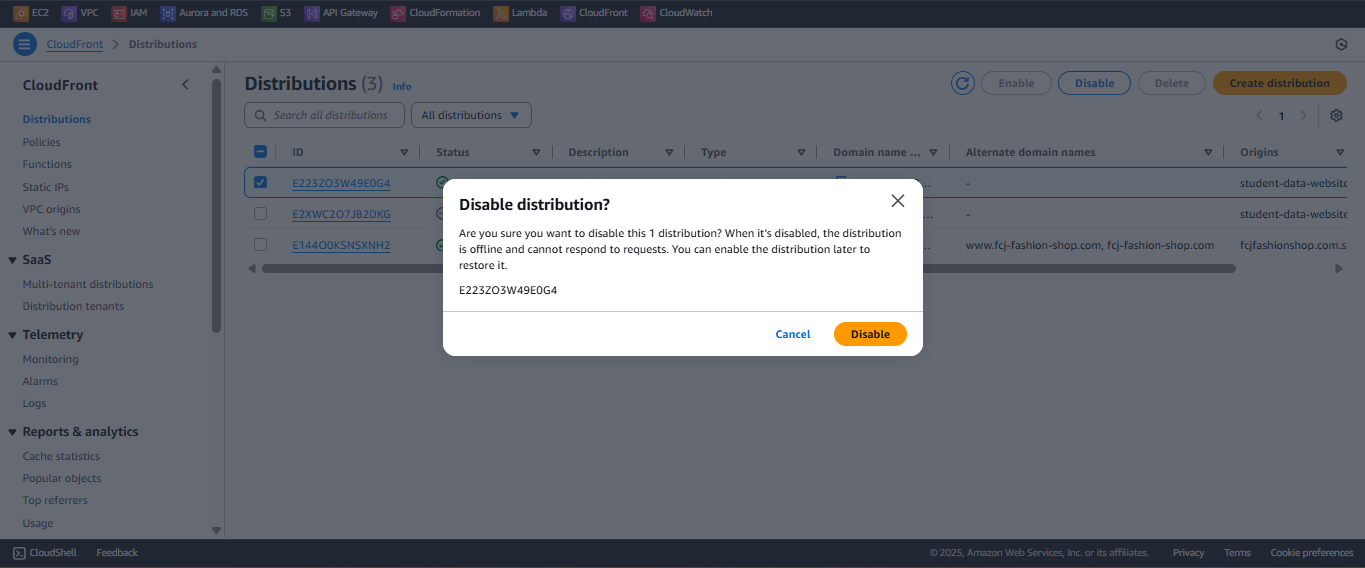 EC2 VPC IAM Aurora and RDS S3 API Gateway CloudFormation Lambda CloudFront CloudWatch
CloudFront > Distributions
CloudFront
Distributions
Policies
Functions
Static IPs
VPC origins
What's new
SaaS
Multi-tenant distributions
Distribution tenants
Telemetry
Monitoring
Alarms
Logs
Reports & analytics
Cache statistics
Popular objects
Top referrers
Usage
Distributions (3) Info
Enable Disable Delete Create distribution
Search all distributions All distributions
1
ID Status Description Type Domain name ... Alternate domain names Origins
E223ZO3W49E0G4 ... - student-data-website
E2XWC2O7JB2DKG ... - student-data-website
E144O0KSNSXNH2 ... www.fcj-fashion-shop.com, fcj-fashion-shop.com fcjfashionshop.com.s
Disable distribution?
Are you sure you want to disable this 1 distribution? When it's disabled, the distribution
is offline and cannot respond to requests. You can enable the distribution later to
restore it.
E223ZO3W49E0G4
Cancel Disable
CloudShell Feedback © 2025, Amazon Web Services, Inc. or its affiliates. Privacy Terms Cookie preferences